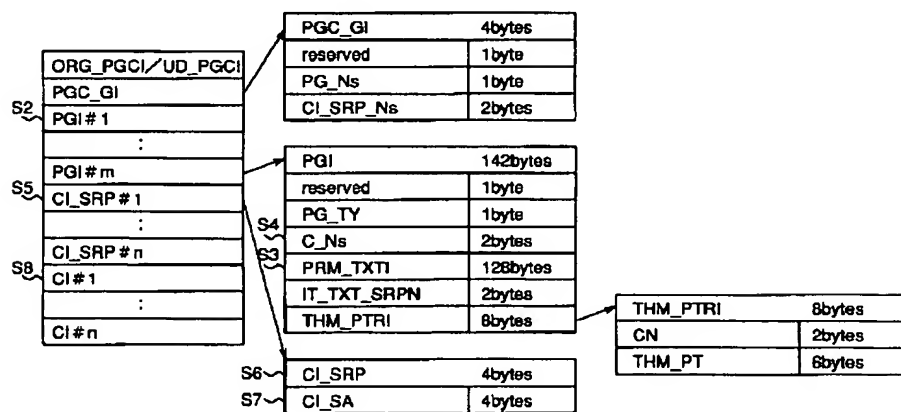 ORG_PGCI/UD_PGCI
PGC_GI
S2
PGI#1
:
PGI#m
S5
CI_SRP#1
:
CI_SRP#n
S8
CI#1
:
CI#n
PGC_GI 4bytes
reserved 1byte
PG_Ns 1byte
CI_SRP_Ns 2bytes
PGI 142bytes
reserved 1byte
PG_TY 1byte
S4
C_Ns 2bytes
S3
PRM_TXTI 128bytes
IT_TXT_SRPN 2bytes
THM_PTRI 8bytes
THM_PTRI 8bytes
CN 2bytes
THM_PT 6bytes
S6 CI_SRP 4bytes
S7 CI_SA 4bytes